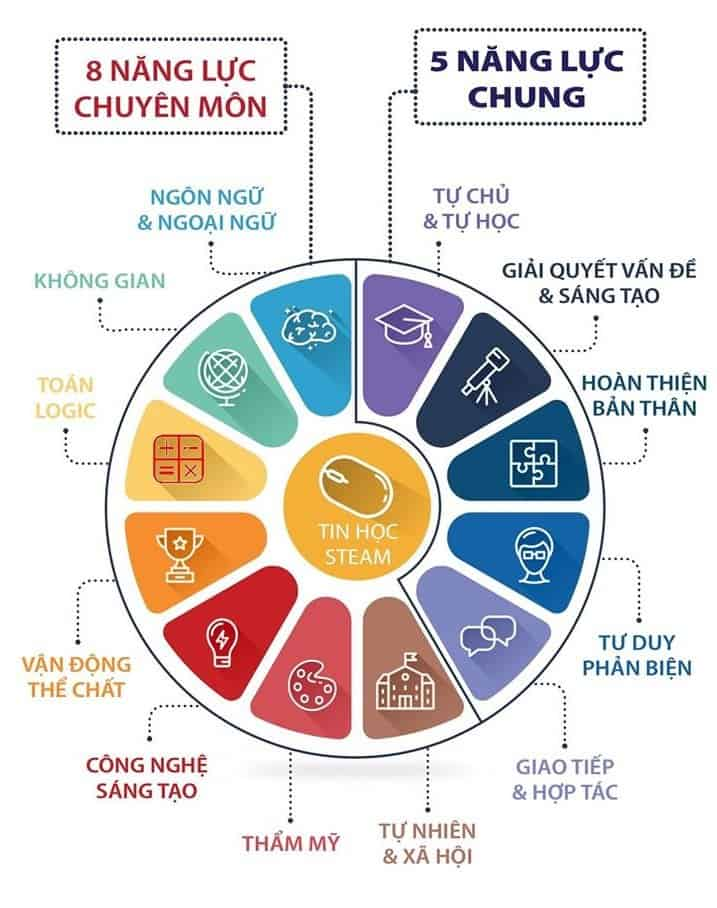 8 NĂNG LỰC
CHUYÊN MÔN
5 NĂNG LỰC
CHUNG
NGÔN NGỮ
& NGOẠI NGỮ
TỰ CHỦ
& TỰ HỌC
KHÔNG GIAN
GIẢI QUYẾT VẤN ĐỀ
& SÁNG TẠO
TOÁN
LOGIC
HOÀN THIỆN
BẢN THÂN
TIN HỌC
STEAM
VẬN ĐỘNG
THỂ CHẤT
TƯ DUY
PHẢN BIỆN
CÔNG NGHỆ
SÁNG TẠO
GIAO TIẾP
& HỢP TÁC
THẨM MỸ
TỰ NHIÊN
& XÃ HỘI